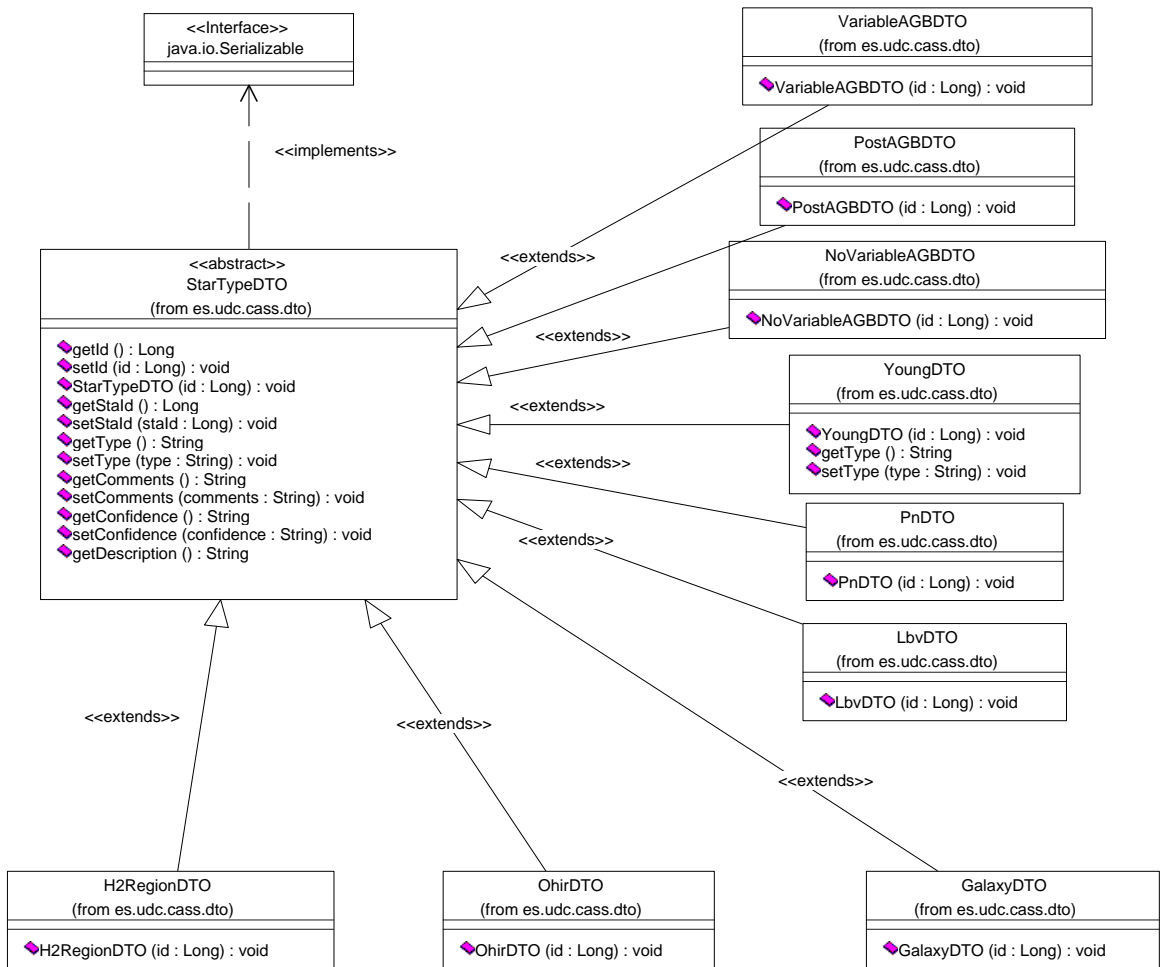 <<Interface>>
java.io.Serializable
<<implements>>
<<abstract>>
StarTypeDTO
(from es.udc.cass.dto)
getId () : Long
setId (id : Long) : void
StarTypeDTO (id : Long) : void
getStaId () : Long
setStaId (staId : Long) : void
getType () : String
setType (type : String) : void
getComments () : String
setComments (comments : String) : void
getConfidence () : String
setConfidence (confidence : String) : void
getDescription () : String
VariableAGBDTO
(from es.udc.cass.dto)
VariableAGBDTO (id : Long) : void
<<extends>>
PostAGBDTO
(from es.udc.cass.dto)
PostAGBDTO (id : Long) : void
<<extends>>
NoVariableAGBDTO
(from es.udc.cass.dto)
NoVariableAGBDTO (id : Long) : void
<<extends>>
YoungDTO
(from es.udc.cass.dto)
YoungDTO (id : Long) : void
getType () : String
setType (type : String) : void
<<extends>>
PnDTO
(from es.udc.cass.dto)
PnDTO (id : Long) : void
<<extends>>
LbvDTO
(from es.udc.cass.dto)
LbvDTO (id : Long) : void
<<extends>>
<<extends>>
<<extends>>
H2RegionDTO
(from es.udc.cass.dto)
H2RegionDTO (id : Long) : void
OhirDTO
(from es.udc.cass.dto)
OhirDTO (id : Long) : void
GalaxyDTO
(from es.udc.cass.dto)
GalaxyDTO (id : Long) : void